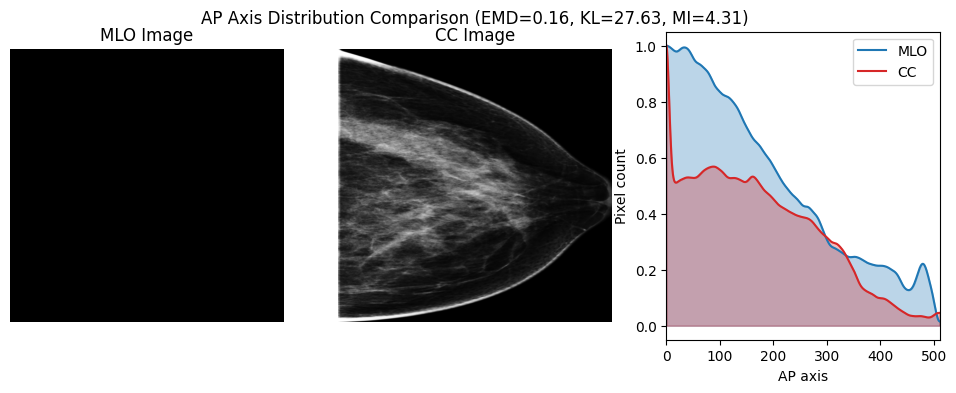 AP Axis Distribution Comparison (EMD=0.16, KL=27.63, MI=4.31)
MLO Image
CC Image
MLO
CC
Pixel count
1.0
0.8
0.6
0.4
0.2
0.0
0 100 200 300 400 500
AP axis